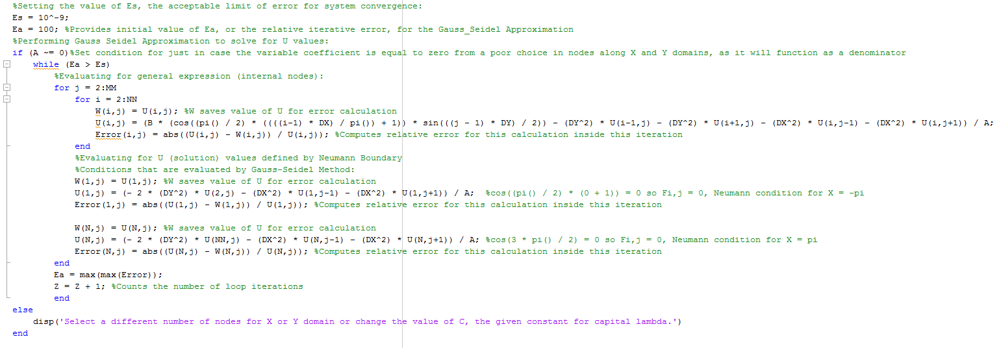 %Setting the value of Es, the acceptable limit of error for system convergence:
Es = 10^-9;
Ea = 100; %Provides initial value of Ea, or the relative iterative error, for the Gauss_Seidel Approximation
%Performing Gauss Seidel Approximation to solve for U values:
if (A ~= 0)%Set condition for just in case the variable coefficient is equal to zero from a poor choice in nodes along X and Y domains, as it will function as a denominator
while (Ea > Es)
%Evaluating for general expression (internal nodes):
for j = 2:MM
for i = 2:NN
W(i,j) = U(i,j); %W saves value of U for error calculation
U(i,j) = (B * (cos((pi() / 2) * ((((i-1) * DX) / pi()) + 1)) * sin(((j - 1) * DY) / 2)) - (DY^2) * U(i-1,j) - (DY^2) * U(i+1,j) - (DX^2) * U(i,j-1) - (DX^2) * U(i,j+1)) / A;
Error(i,j) = abs((U(i,j) - W(i,j)) / U(i,j)); %Computes relative error for this calculation inside this iteration
end
%Evaluating for U (solution) values defined by Neumann Boundary
%Conditions that are evaluated by Gauss-Seidel Method:
W(1,j) = U(1,j); %W saves value of U for error calculation
U(1,j) = (- 2 * (DY^2) * U(2,j) - (DX^2) * U(1,j-1) - (DX^2) * U(1,j+1)) / A;  %cos((pi() / 2) * (0 + 1)) = 0 so Fi,j = 0, Neumann condition for X = -pi
Error(1,j) = abs((U(1,j) - W(1,j)) / U(1,j)); %Computes relative error for this calculation inside this iteration
W(N,j) = U(N,j); %W saves value of U for error calculation
U(N,j) = (- 2 * (DY^2) * U(NN,j) - (DX^2) * U(N,j-1) - (DX^2) * U(N,j+1)) / A; %cos(3 * pi() / 2) = 0 so Fi,j = 0, Neumann condition for X = pi
Error(N,j) = abs((U(N,j) - W(N,j)) / U(N,j)); %Computes relative error for this calculation inside this iteration
end
Ea = max(max(Error));
Z = Z + 1; %Counts the number of loop iterations
end
else
disp('Select a different number of nodes for X or Y domain or change the value of C, the given constant for capital lambda.')
end